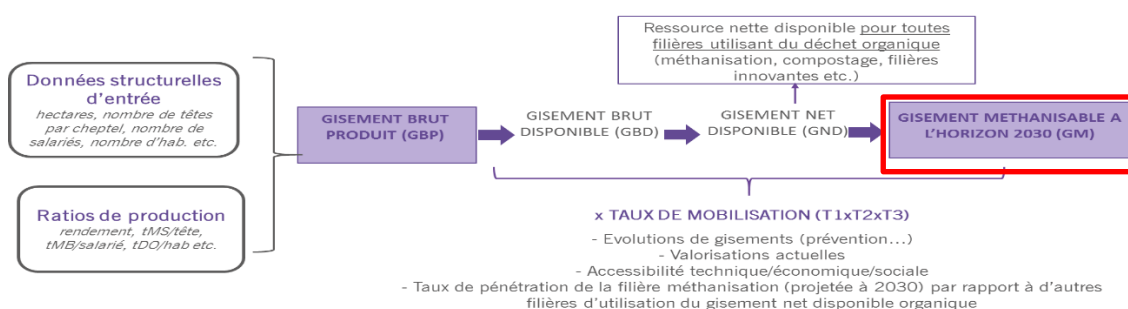 Données structurelles
d'entrée
hectares, nombre de têtes
par cheptel, nombre de
salariés, nombre d'hab. etc.
Ratios de production
rendement, tMS/tête,
tMB/salarié, tDO/hab etc.
GISEMENT BRUT
PRODUIT (GBP)
GISEMENT BRUT
DISPONIBLE (GBD)
Ressource nette disponible pour toutes
filières utilisant du déchet organique
(méthanisation, compostage, filières
innovantes etc.)
GISEMENT NET
DISPONIBLE (GND)
GISEMENT METHANISABLE A
L'HORIZON 2030 (GM)
x TAUX DE MOBILISATION (T1xT2xT3)
- Evolutions de gisements (prévention...)
- Valorisations actuelles
- Accessibilité technique/économique/sociale
- Taux de pénétration de la filière méthanisation (projetée à 2030) par rapport à d'autres
filières d'utilisation du gisement net disponible organique